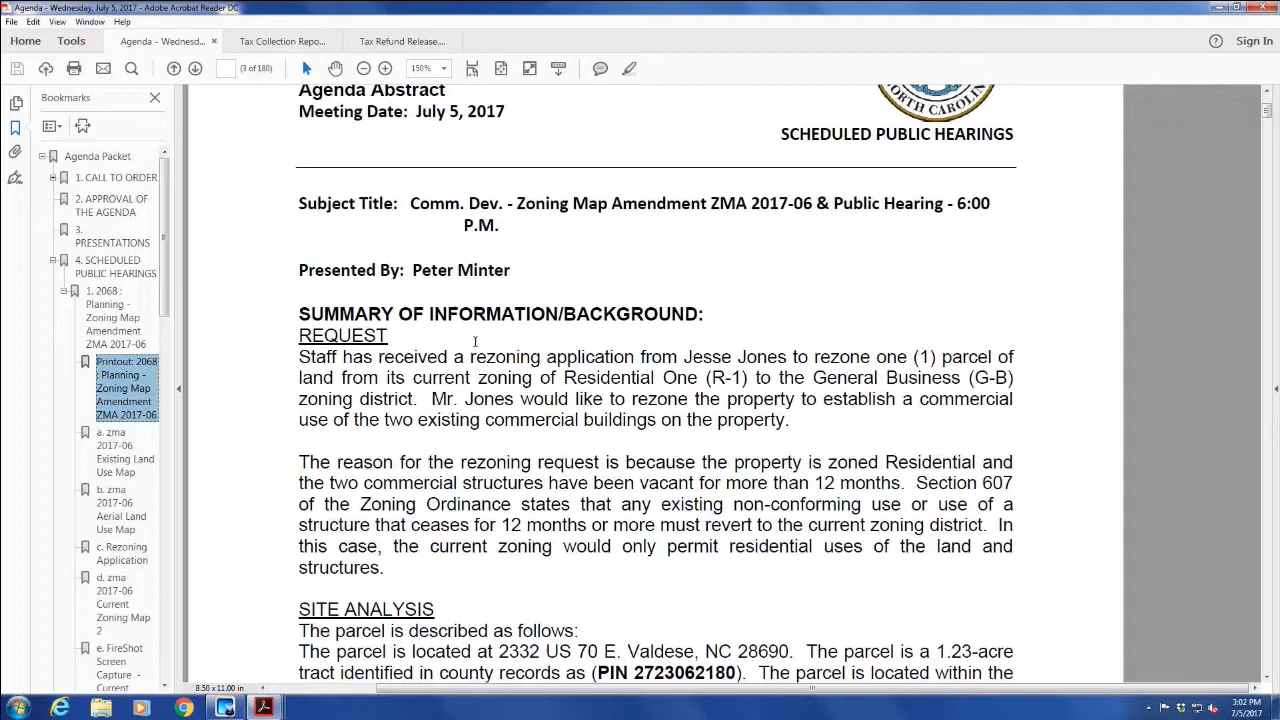 Agenda - Wednesday, July 5, 2017 - Adobe Acrobat Reader DC
File Edit View Window Help
Home Tools Agenda - Wednesd... × Tax Collection Repo... Tax Refund Release.... Sign In
(3 of 180) 150%
Bookmarks
Agenda Packet
1. CALL TO ORDER
2. APPROVAL OF
THE AGENDA
3.
PRESENTATIONS
4. SCHEDULED
PUBLIC HEARINGS
1. 2068 :
Planning -
Zoning Map
Amendment
ZMA 2017-06
Printout: 2068
: Planning -
Zoning Map
Amendment
ZMA 2017-06
a. zma
2017-06
Existing Land
Use Map
b. zma
2017-06
Aerial Land
Use Map
c. Rezoning
Application
d. zma
2017-06
Current
Zoning Map
2
e. FireShot
Screen
Capture -
Current
Agenda Abstract
Meeting Date: July 5, 2017
NORTH CAROLINA
SCHEDULED PUBLIC HEARINGS
Subject Title: Comm. Dev. - Zoning Map Amendment ZMA 2017-06 & Public Hearing - 6:00
P.M.
Presented By: Peter Minter
SUMMARY OF INFORMATION/BACKGROUND:
REQUEST
Staff has received a rezoning application from Jesse Jones to rezone one (1) parcel of
land from its current zoning of Residential One (R-1) to the General Business (G-B)
zoning district. Mr. Jones would like to rezone the property to establish a commercial
use of the two existing commercial buildings on the property.
The reason for the rezoning request is because the property is zoned Residential and
the two commercial structures have been vacant for more than 12 months. Section 607
of the Zoning Ordinance states that any existing non-conforming use or use of a
structure that ceases for 12 months or more must revert to the current zoning district. In
this case, the current zoning would only permit residential uses of the land and
structures.
SITE ANALYSIS
The parcel is described as follows:
The parcel is located at 2332 US 70 E. Valdese, NC 28690. The parcel is a 1.23-acre
tract identified in county records as (PIN 2723062180). The parcel is located within the
8.50 x 11.00 in
3:02 PM
7/5/2017